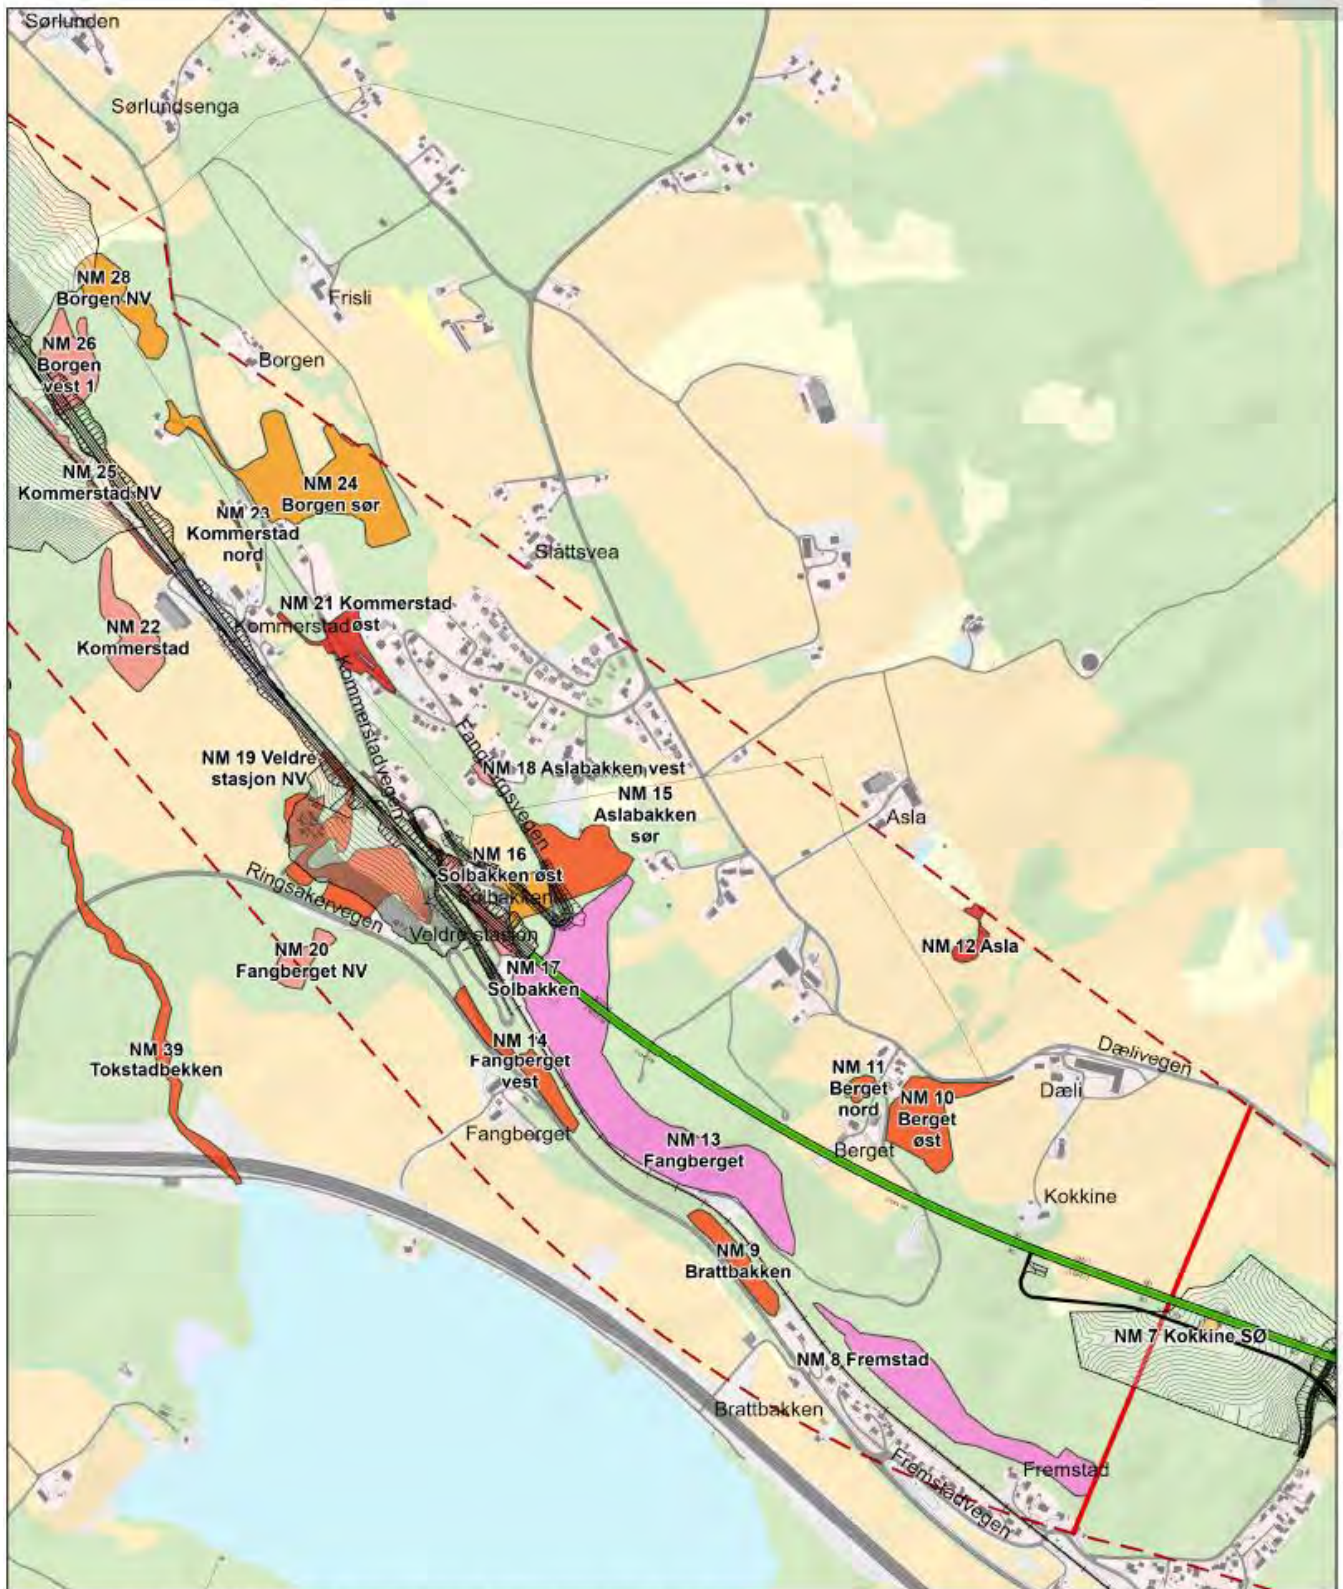 Sørlunden
Sørlundsenga
NM 28
Borgen NV
Frisli
NM 26
Borgen
vest 1
Borgen
NM 25
Kommerstad NV
NM 24
Borgen sør
NM 23
Kommerstad
nord
Slåttsvea
NM 21 Kommerstad
øst
Kommerstad
NM 22
Kommerstad
Kommerstadvegen
Fangbergsvegen
NM 19 Veldre
stasjon NV
NM 18 Aslabakken vest
NM 15
Aslabakken
sør
Asla
NM 16
Solbakken øst
Solbakken
Ringsakervegen
Veldre stasjon
NM 12 Asla
NM 20
Fangberget NV
NM 17
Solbakken
NM 39
Tokstadbekken
NM 14
Fangberget
vest
Dælivegen
NM 11
Berget
nord
NM 10
Berget
øst
Dæli
Fangberget
NM 13
Fangberget
Berget
Kokkine
NM 9
Brattbakken
NM 7 Kokkine SØ
NM 8 Fremstad
Brattbakken
Fremstad
Fremstadvegen